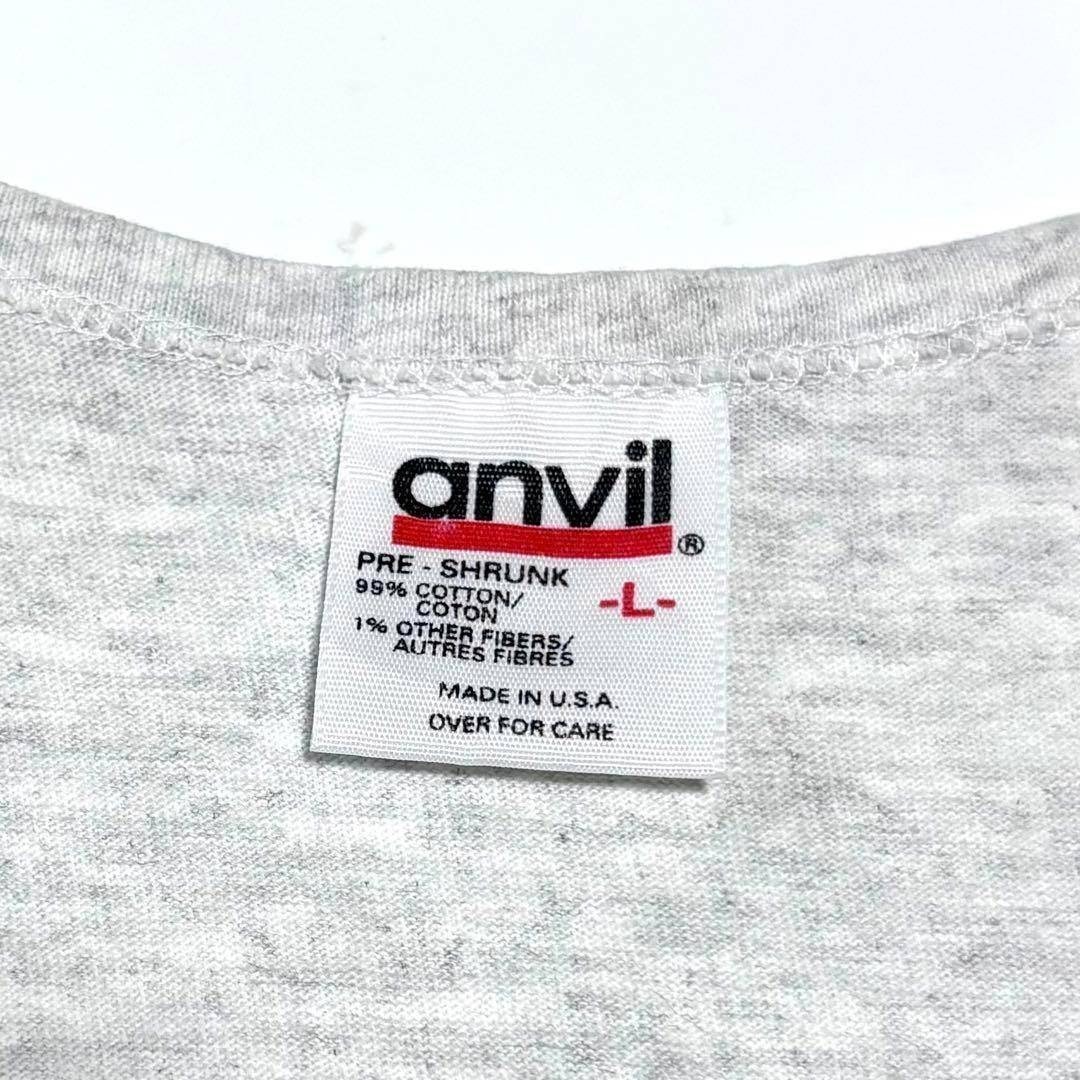 anvil®
PRE - SHRUNK
-L-
99% COTTON/
COTON
1% OTHER FIBERS/
AUTRES FIBRES
MADE IN U.S.A.
OVER FOR CARE